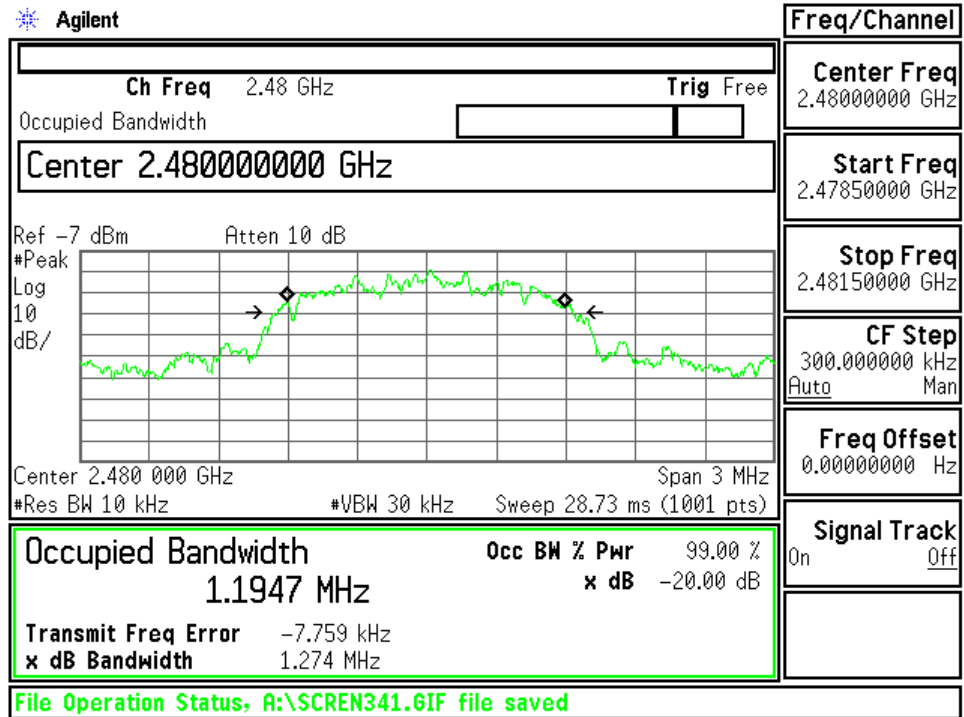 Agilent
Freq/Channel
Ch Freq 2.48 GHz Trig Free
Occupied Bandwidth
Center 2.480000000 GHz
Ref -7 dBm Atten 10 dB
#Peak
Log
10
dB/
Center 2.480 000 GHz Span 3 MHz
#Res BW 10 kHz #VBW 30 kHz Sweep 28.73 ms (1001 pts)
Occupied Bandwidth Occ BW % Pwr 99.00 %
1.1947 MHz x dB -20.00 dB
Transmit Freq Error -7.759 kHz
x dB Bandwidth 1.274 MHz
File Operation Status, A:\SCREN341.GIF file saved
Center Freq
2.48000000 GHz
Start Freq
2.47850000 GHz
Stop Freq
2.48150000 GHz
CF Step
300.000000 kHz
Auto Man
Freq Offset
0.00000000 Hz
Signal Track
On Off